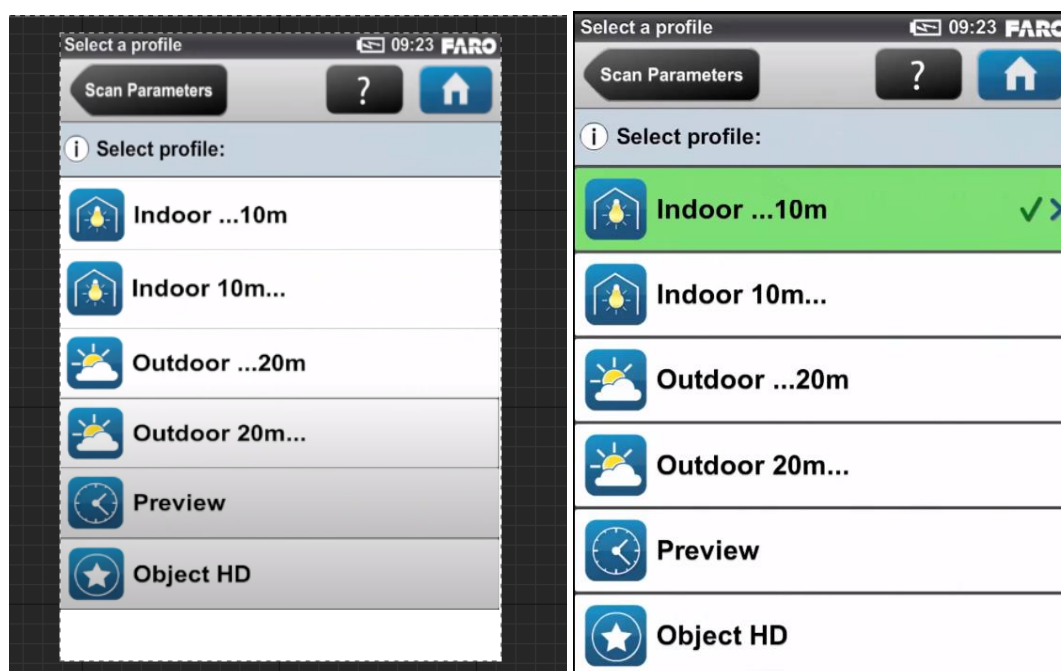 Select a profile 09:23 FARO
Scan Parameters ?
i Select profile:
Indoor ...10m
Indoor 10m...
Outdoor ...20m
Outdoor 20m...
Preview
Object HD
Select a profile 09:23 FARO
Scan Parameters ?
i Select profile:
Indoor ...10m
Indoor 10m...
Outdoor ...20m
Outdoor 20m...
Preview
Object HD